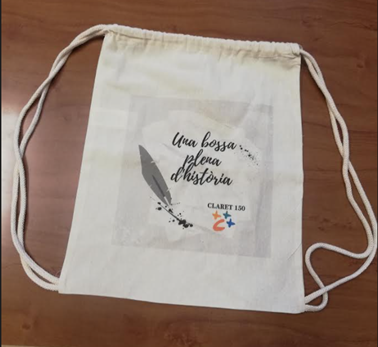 Una bossa
plena
d'història
CLARET 150